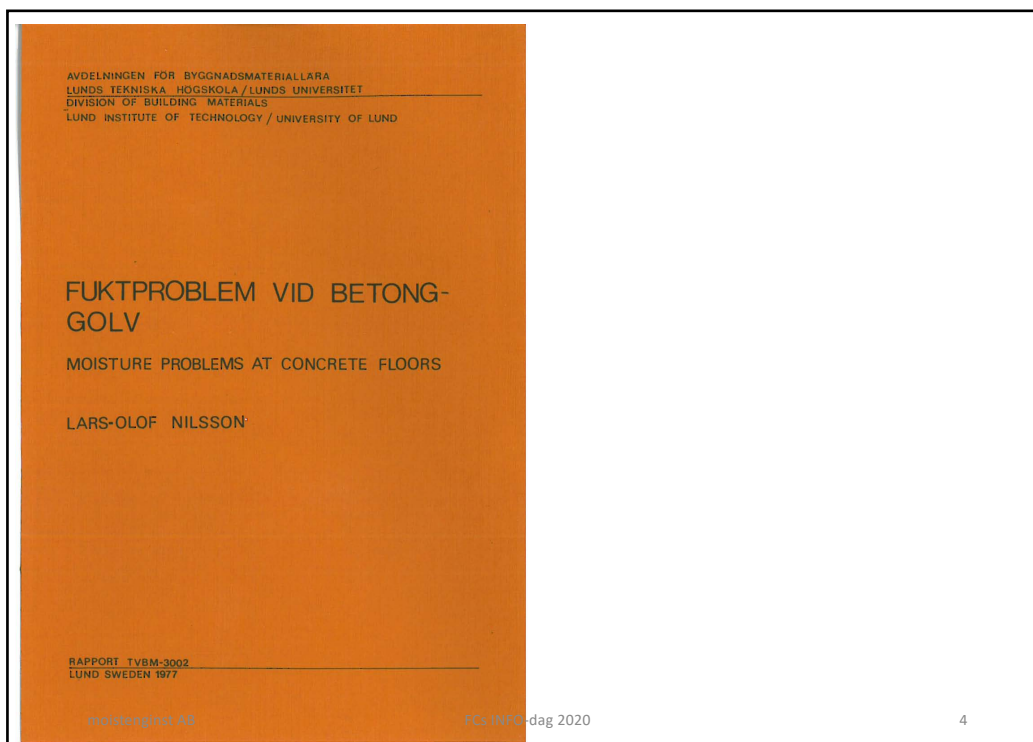 AVDELNINGEN FÖR BYGGNADSMATERIALLÄRA
LUNDS TEKNISKA HÖGSKOLA / LUNDS UNIVERSITET
DIVISION OF BUILDING MATERIALS
LUND INSTITUTE OF TECHNOLOGY / UNIVERSITY OF LUND
FUKTPROBLEM VID BETONG-
GOLV
MOISTURE PROBLEMS AT CONCRETE FLOORS
LARS-OLOF NILSSON
RAPPORT TVBM-3002
LUND SWEDEN 1977
-dag 2020
4